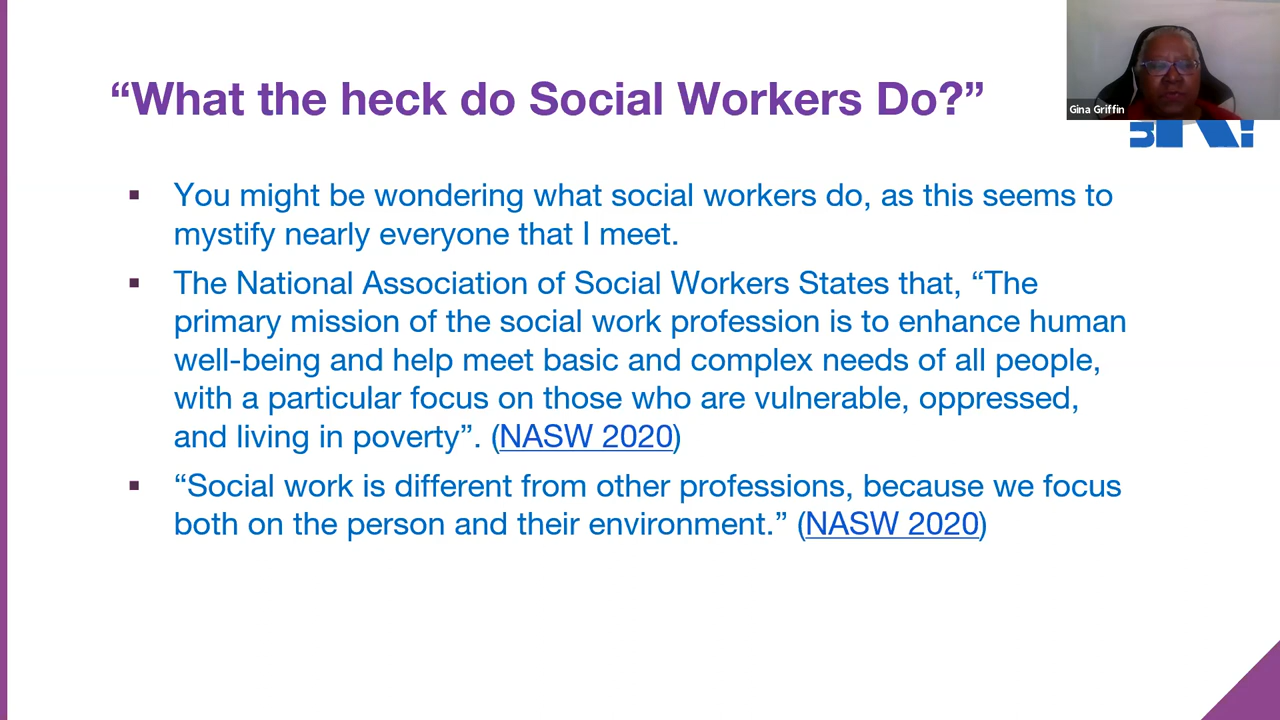 “What the heck do Social Workers Do?”
Gina Griffin
▪ You might be wondering what social workers do, as this seems to
mystify nearly everyone that I meet.
▪ The National Association of Social Workers States that, “The
primary mission of the social work profession is to enhance human
well-being and help meet basic and complex needs of all people,
with a particular focus on those who are vulnerable, oppressed,
and living in poverty”. (NASW 2020)
▪ “Social work is different from other professions, because we focus
both on the person and their environment.” (NASW 2020)